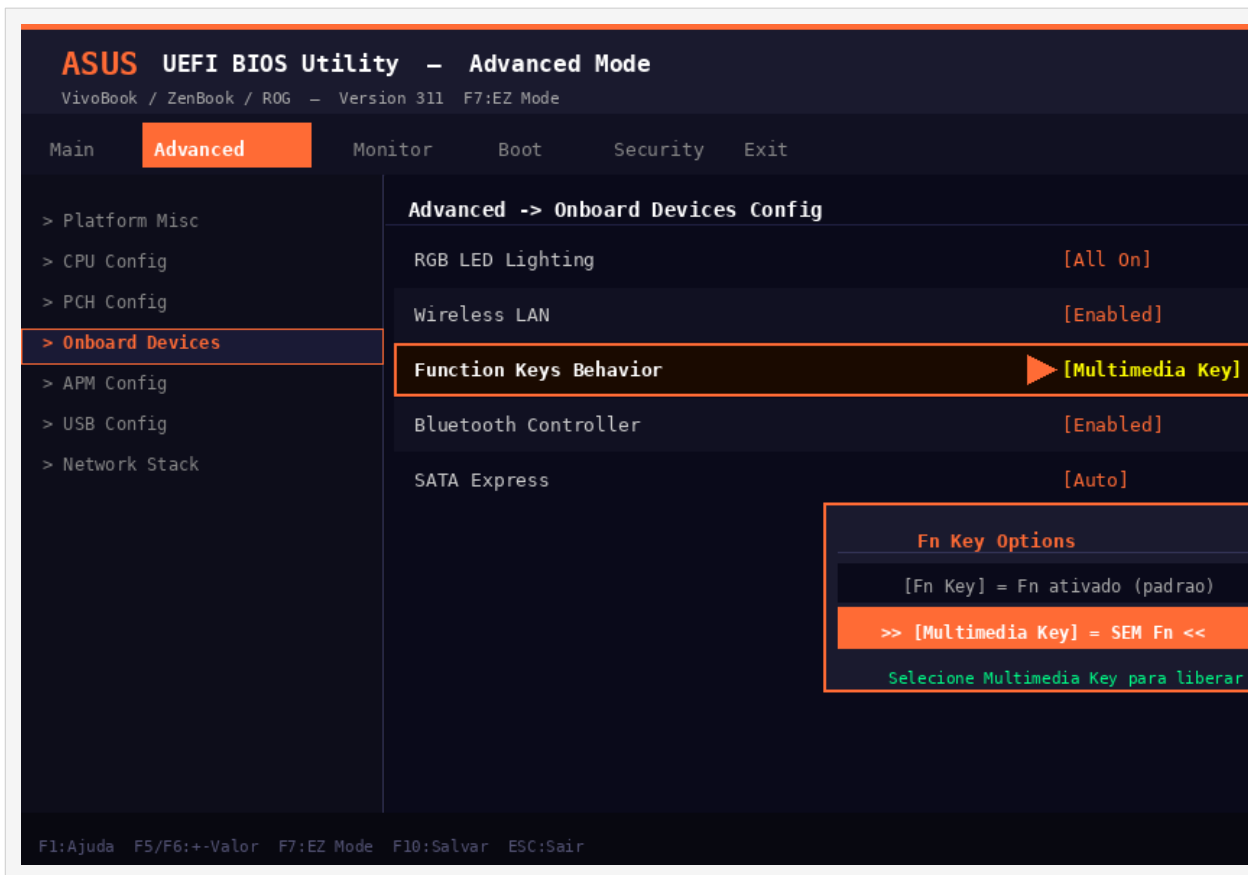 ASUS UEFI BIOS Utility – Advanced Mode
VivoBook / ZenBook / ROG – Version 311 F7:EZ Mode
Main Advanced Monitor Boot Security Exit
> Platform Misc
> CPU Config
> PCH Config
> Onboard Devices
> APM Config
> USB Config
> Network Stack
Advanced -> Onboard Devices Config
RGB LED Lighting [All On]
Wireless LAN [Enabled]
Function Keys Behavior [Multimedia Key]
Bluetooth Controller [Enabled]
SATA Express [Auto]
Fn Key Options
[Fn Key] = Fn ativado (padrao)
>> [Multimedia Key] = SEM Fn <<
Selecione Multimedia Key para liberar
F1:Ajuda F5/F6:+-Valor F7:EZ Mode F10:Salvar ESC:Sair